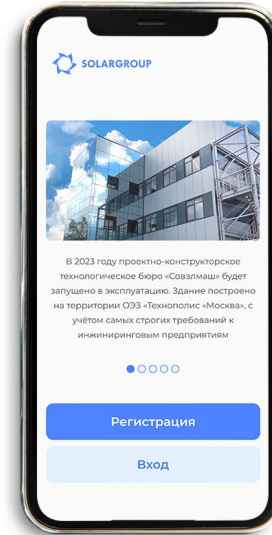 SOLARGROUP
В 2023 году проектно-конструкторское
технологическое бюро «Совэлмаш» будет
запущено в эксплуатацию. Здание построено
на территории ОЭЗ «Технополис «Москва», с
учётом самых строгих требований к
инжиниринговым предприятиям
Регистрация
Вход